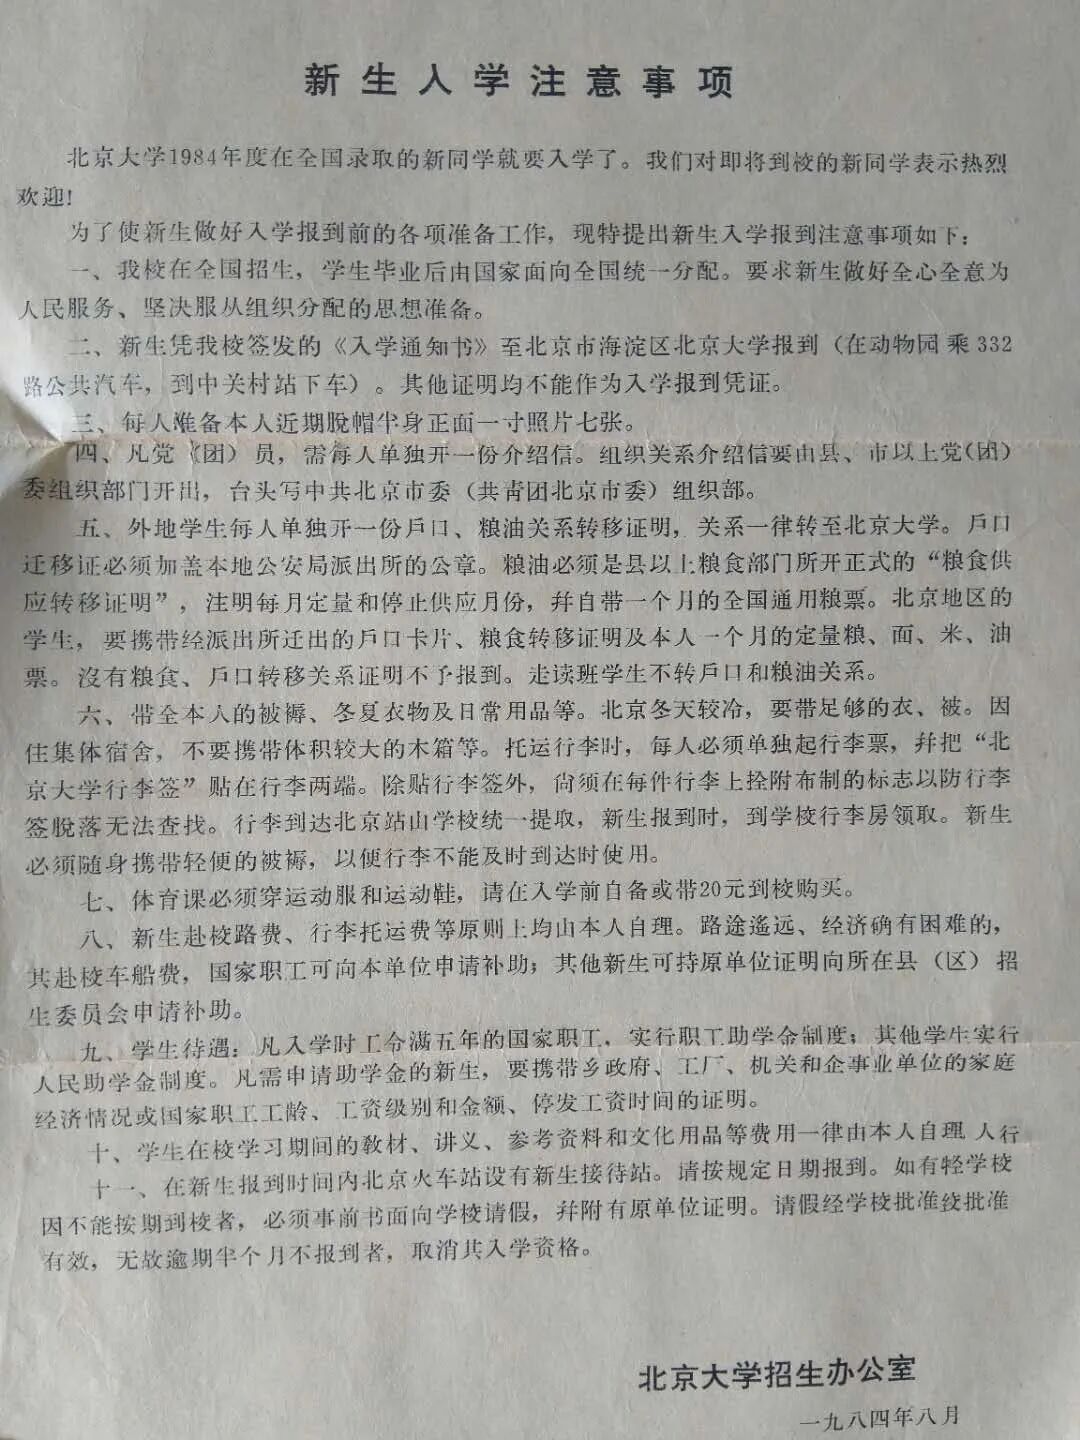 新生入学注意事项
北京大学1984年度在全国录取的新同学就要入学了。我们对即将到校的新同学表示热烈
欢迎!
为了使新生做好入学报到前的各项准备工作，现特提出新生入学报到注意事项如下：
一、我校在全国招生，学生毕业后由国家面向全国统一分配。要求新生做好全心全意为
人民服务、坚决服从组织分配的思想准备。
二、新生凭我校签发的《入学通知书》至北京市海淀区北京大学报到（在动物园乘332
路公共汽车，到中关村站下车）。其他证明均不能作为入学报到凭证。
三、每人准备本人近期脱帽半身正面一寸照片七张。
四、凡党（团）员，需每人单独开一份介绍信。组织关系介绍信要由县、市以上党（团）
委组织部门开出，台头写中共北京市委（共青团北京市委）组织部。
五、外地学生每人单独开一份戶口、粮油关系转移证明，关系一律转至北京大学。戶口
迁移证必须加盖本地公安局派出所的公章。粮油必须是县以上粮食部门所开正式的“粮食供
应转移证明”，注明每月定量和停止供应月份，幷自带一个月的全国通用粮票。北京地区的
学生，要携带经派出所迁出的戶口卡片、粮食转移证明及本人一个月的定量粮、面、米、油
票。沒有粮食、戶口转移关系证明不予报到。走读班学生不转戶口和粮油关系。
六、带全本人的被褥、冬夏衣物及日常用品等。北京冬天较冷，要带足够的衣、被。因
住集体宿舍，不要携带体积较大的木箱等。托运行李时，每人必须单独起行李票，幷把“北
京大学行李签”贴在行李两端。除贴行李签外，尚须在每件行李上拴附布制的标志以防行李
签脱落无法查找。行李到达北京站由学校统一提取，新生报到时，到学校行李房领取。新生
必须随身携带轻便的被褥，以便行李不能及时到达时使用。
七、体育课必须穿运动服和运动鞋，请在入学前自备或带20元到校购买。
八、新生赴校路费、行李托运费等原则上均由本人自理。路途遙远、经济确有困难的，
其赴校车船费，国家职工可向本单位申请补助；其他新生可持原单位证明向所在县（区）招
生委员会申请补助。
九、学生待遇：凡入学时工令满五年的国家职工，实行职工助学金制度；其他学生实行
人民助学金制度。凡需申请助学金的新生，要携带乡政府、工厂、机关和企事业单位的家庭
经济情况或国家职工工龄、工资级别和金额、停发工资时间的证明。
十、学生在校学习期间的教材、讲义、参考资料和文化用品等费用一律由本人自理 人行
十一、在新生报到时间内北京火车站设有新生接待站。请按规定日期报到。如有轻学校
因不能按期到校者，必须事前书面向学校请假，幷附有原单位证明。请假经学校批准绞批准
有效，无故逾期半个月不报到者，取消其入学资格。
北京大学招生办公室
一九八四年八月